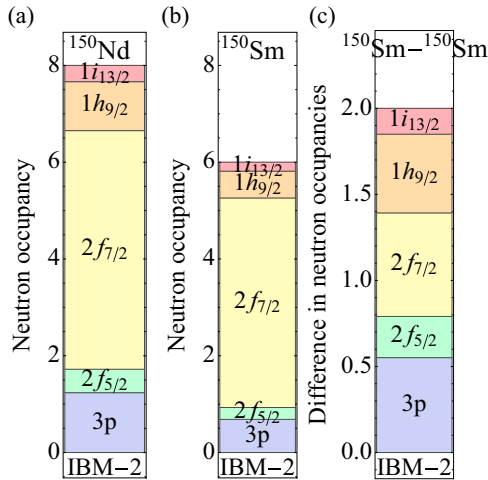 (a)
Neutron occupancy
8
6
4
2
0
¹⁵⁰Nd
1i₁₃/₂
1h₉/₂
2f₇/₂
2f₅/₂
3p
IBM−2
(b)
Neutron occupancy
8
6
4
2
0
¹⁵⁰Sm
1i₁₃/₂
1h₉/₂
2f₇/₂
2f₅/₂
3p
IBM−2
(c)
Difference in neutron occupancies
2.0
1.5
1.0
0.5
0.0
¹⁵⁰Sm−¹⁵⁰Sm
1i₁₃/₂
1h₉/₂
2f₇/₂
2f₅/₂
3p
IBM−2